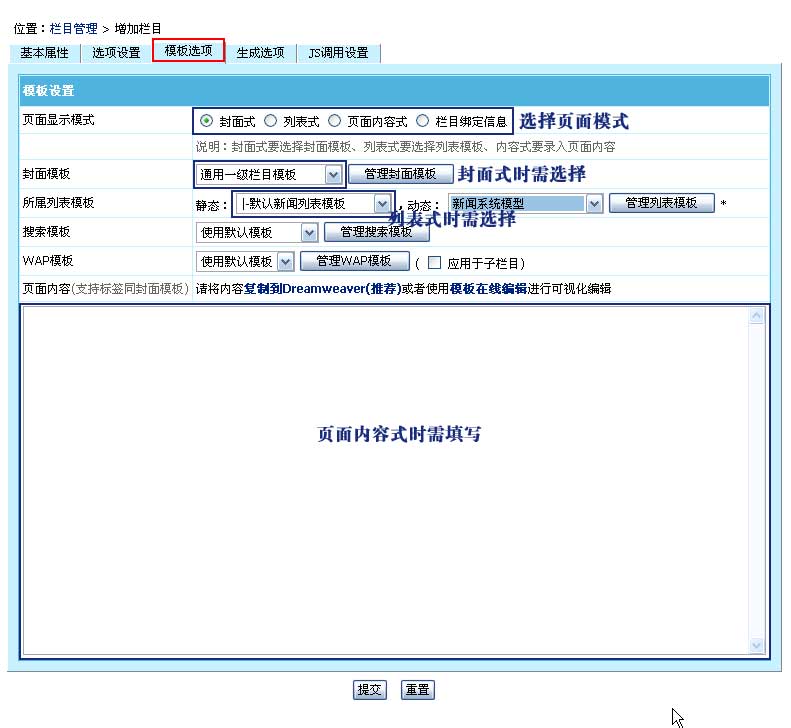 位置：栏目管理 > 增加栏目
基本属性 选项设置 模板选项 生成选项 JS调用设置
模板设置
页面显示模式 封面式 列表式 页面内容式 栏目绑定信息 选择页面模式
说明：封面式要选择封面模板、列表式要选择列表模板、内容式要录入页面内容
封面模板 通用一级栏目模板 管理封面模板 封面式时需选择
所属列表模板 静态： |-默认新闻列表模板 ，动态： 新闻系统模型 管理列表模板 *
列表式时需选择
搜索模板 使用默认模板 管理搜索模板
WAP模板 使用默认模板 管理WAP模板 ( 应用于子栏目)
页面内容(支持标签同封面模板) 请将内容复制到Dreamweaver(推荐)或者使用模板在线编辑进行可视化编辑
页面内容式时需填写
提交 重置